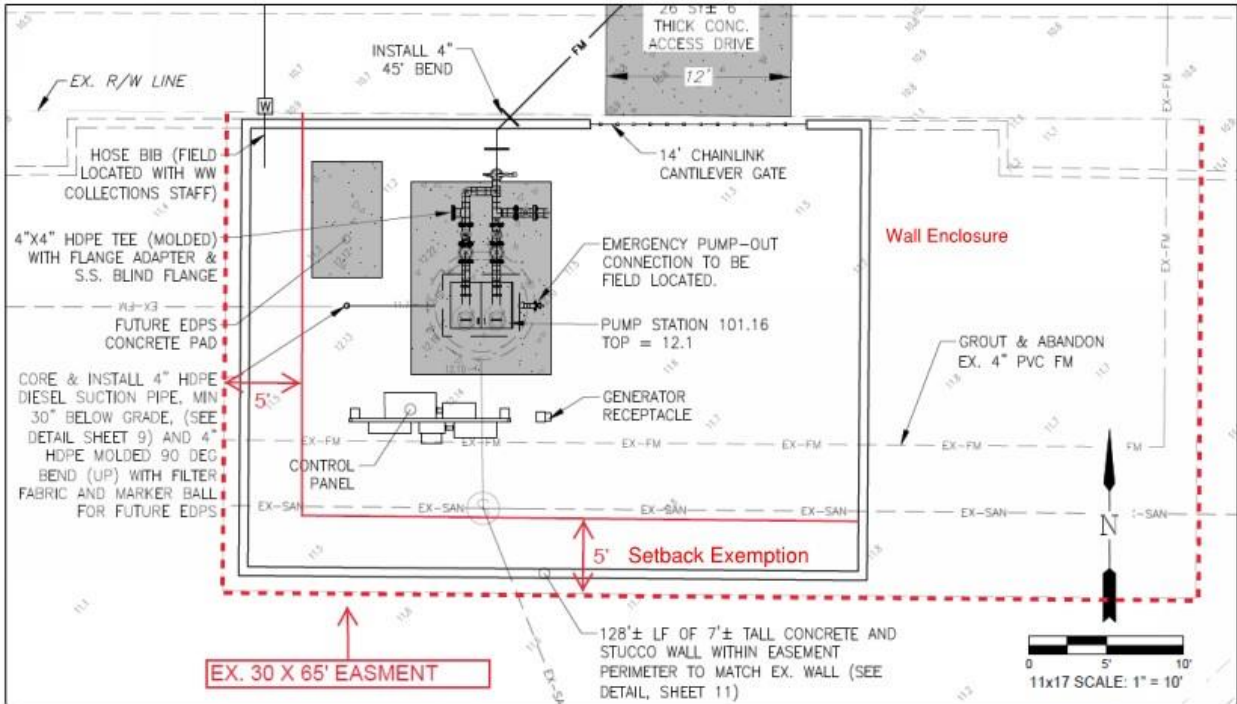 26 SY± 6"
THICK CONC.
ACCESS DRIVE
12'
INSTALL 4"
45' BEND
FM
EX. R/W LINE
W
HOSE BIB (FIELD
LOCATED WITH WW
COLLECTIONS STAFF)
14' CHAINLINK
CANTILEVER GATE
EX-FM
Wall Enclosure
4"X4" HDPE TEE (MOLDED)
WITH FLANGE ADAPTER &
S.S. BLIND FLANGE
EMERGENCY PUMP-OUT
CONNECTION TO BE
FIELD LOCATED.
EX-FM
FUTURE EDPS
CONCRETE PAD
PUMP STATION 101.16
TOP = 12.1
GROUT & ABANDON
EX. 4" PVC FM
CORE & INSTALL 4" HDPE
DIESEL SUCTION PIPE, MIN
30" BELOW GRADE, (SEE
DETAIL SHEET 9) AND 4"
HDPE MOLDED 90 DEG
BEND (UP) WITH FILTER
FABRIC AND MARKER BALL
FOR FUTURE EDPS
5'
GENERATOR
RECEPTACLE
CONTROL
PANEL
EX-FM
EX-FM
EX-FM
EX-FM
FM
EX-SAN
EX-SAN
EX-SAN
EX-SAN
EX-SAN
-SAN
N
5' Setback Exemption
EX. 30 X 65' EASMENT
128'± LF OF 7'± TALL CONCRETE AND
STUCCO WALL WITHIN EASEMENT
PERIMETER TO MATCH EX. WALL (SEE
DETAIL, SHEET 11)
EX-SAN
0 5' 10'
11x17 SCALE: 1" = 10'